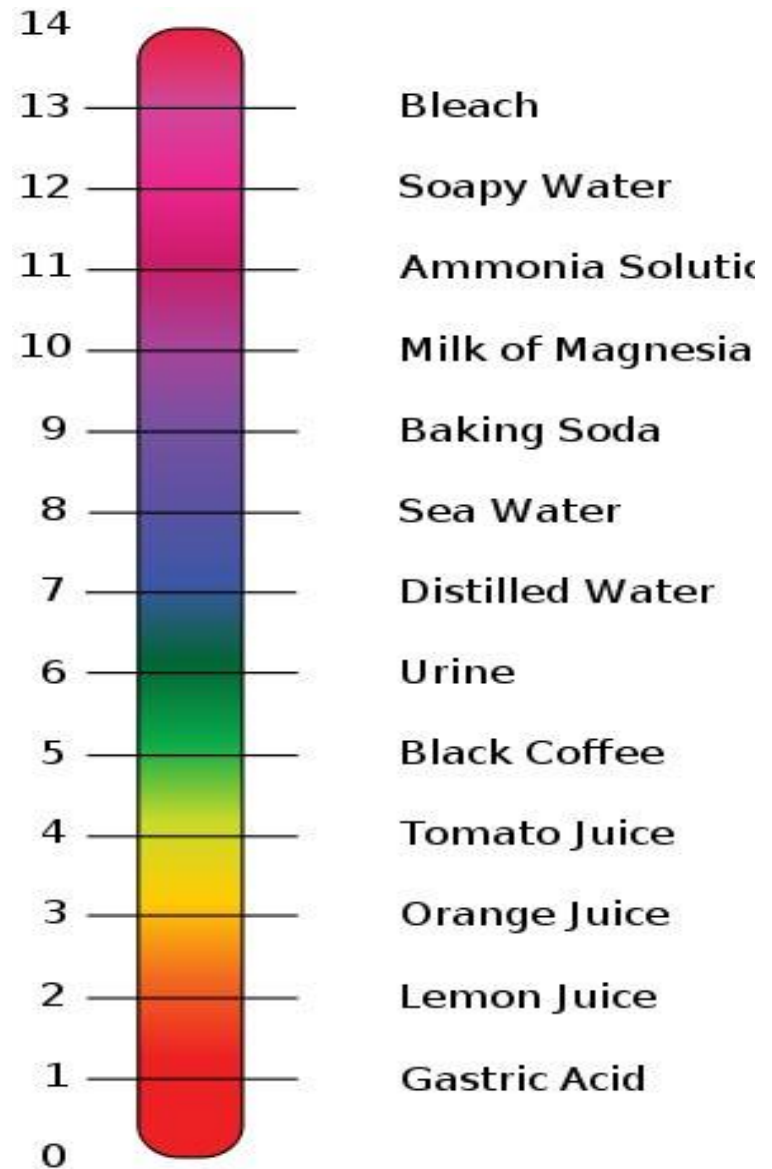 14
13 Bleach
12 Soapy Water
11 Ammonia Solutic
10 Milk of Magnesia
9 Baking Soda
8 Sea Water
7 Distilled Water
6 Urine
5 Black Coffee
4 Tomato Juice
3 Orange Juice
2 Lemon Juice
1 Gastric Acid
0